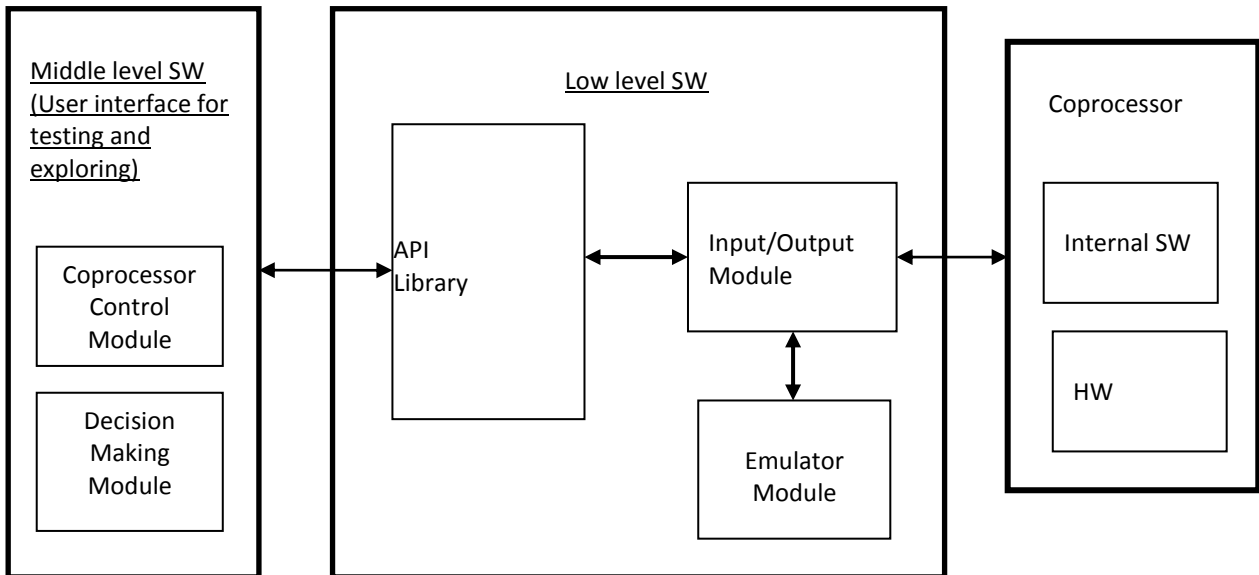 Middle level SW
(User interface for
testing and
exploring)
Coprocessor
Control
Module
Decision
Making
Module
Low level SW
API
Library
Input/Output
Module
Emulator
Module
Coprocessor
Internal SW
HW